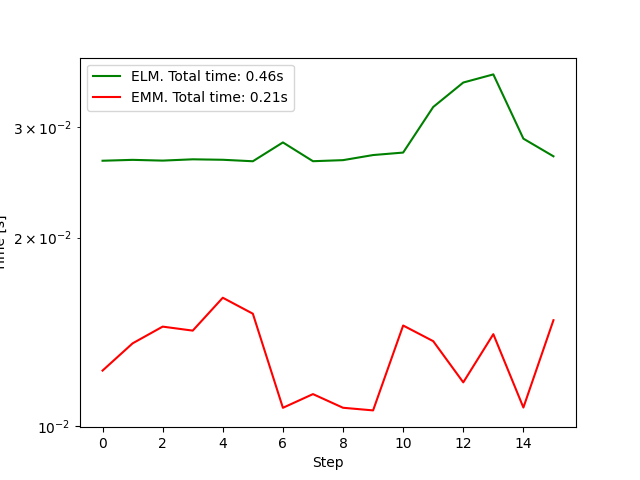 ELM. Total time: 0.46s
EMM. Total time: 0.21s
3 × 10⁻²
2 × 10⁻²
10⁻²
[s]
0 2 4 6 8 10 12 14
Step